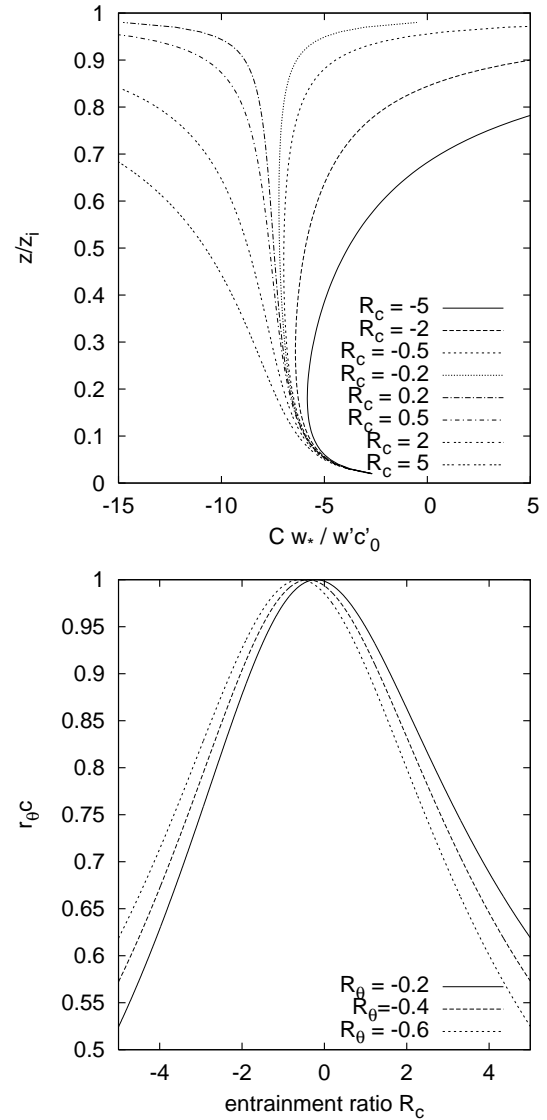 1
0.9
0.8
0.7
0.6
0.5
0.4
0.3
0.2
0.1
0
z/z_i
-15 -10 -5 0 5
C w_* / w'c'_0
R_c = -5
R_c = -2
R_c = -0.5
R_c = -0.2
R_c = 0.2
R_c = 0.5
R_c = 2
R_c = 5
1
0.95
0.9
0.85
0.8
0.75
0.7
0.65
0.6
0.55
0.5
r_θc
-4 -2 0 2 4
entrainment ratio R_c
R_θ = -0.2
R_θ=-0.4
R_θ = -0.6